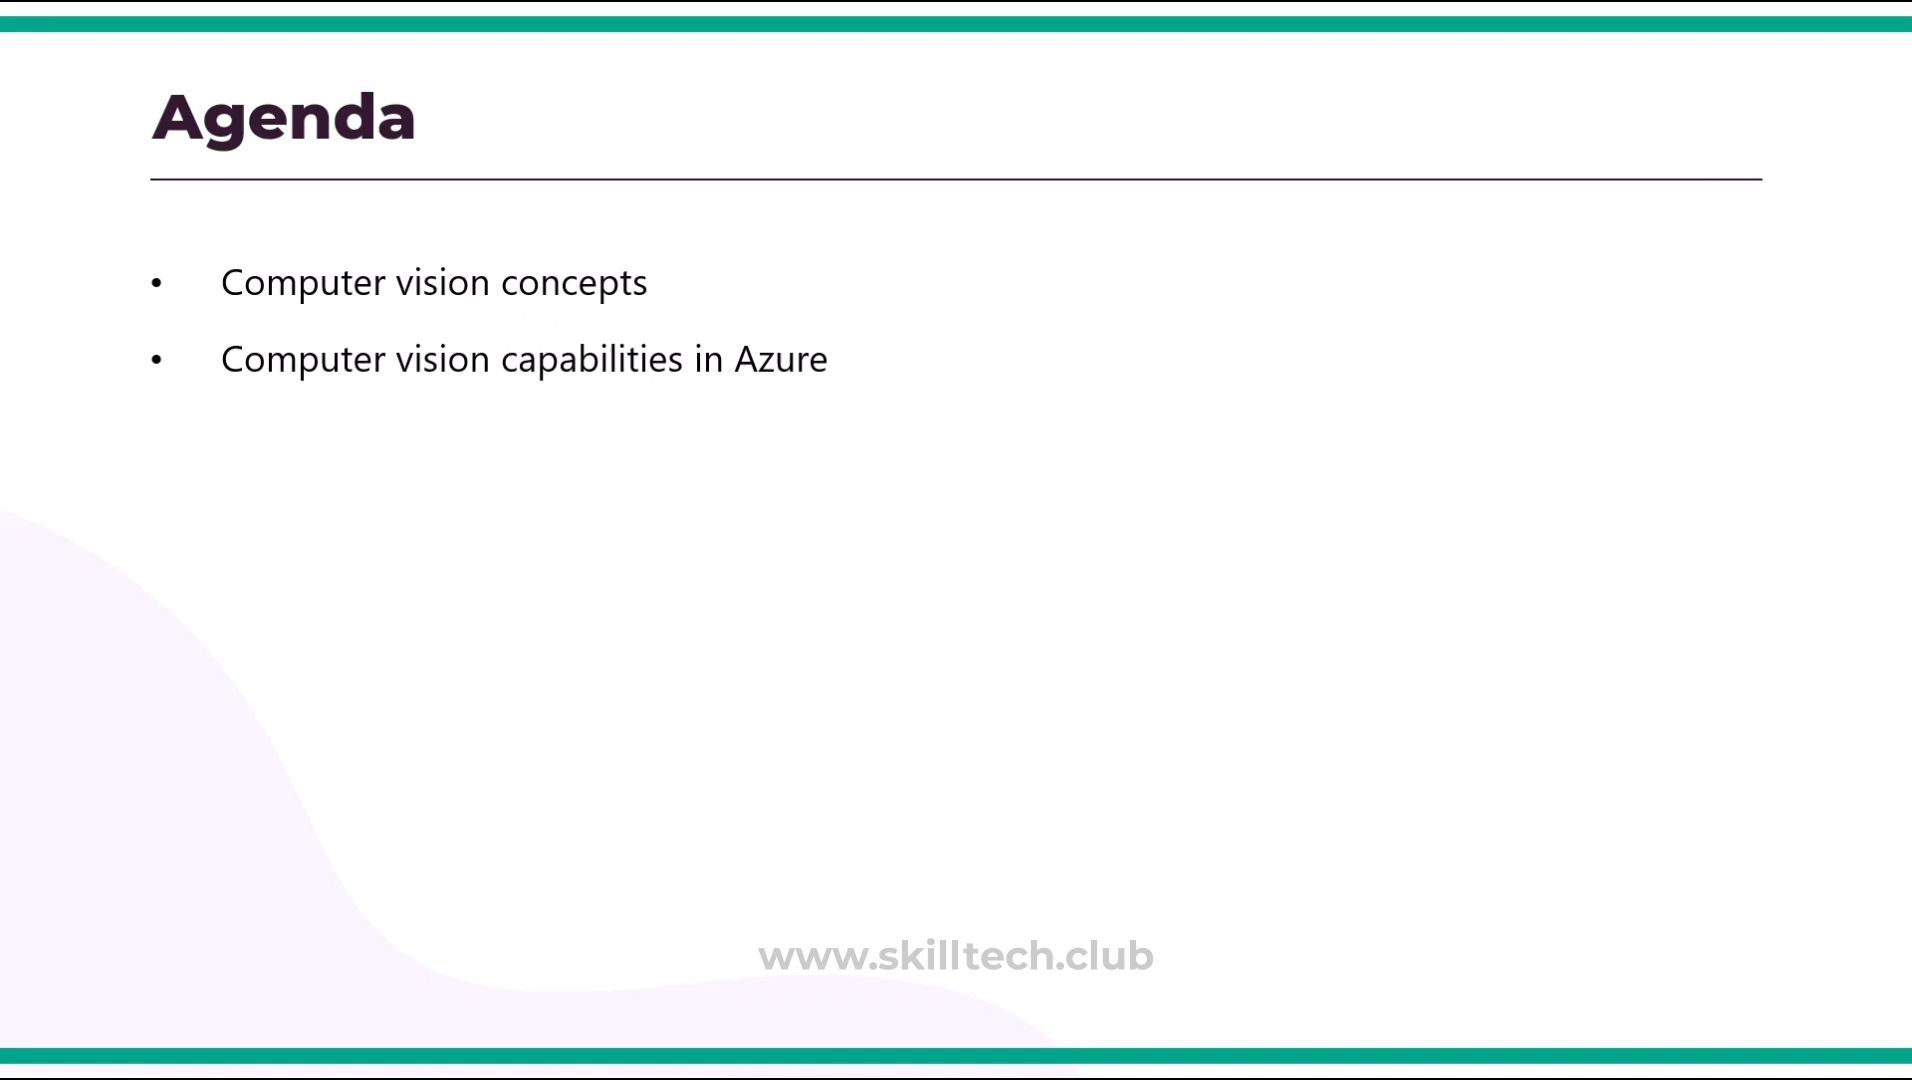 Agenda
• Computer vision concepts
• Computer vision capabilities in Azure
www.skilltech.club